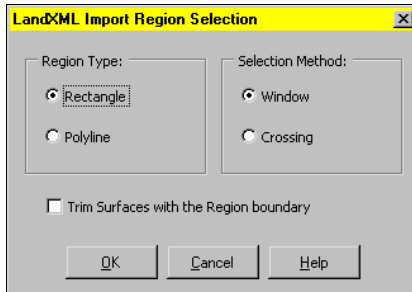 LandXML Import Region Selection
Region Type:
Selection Method:
Rectangle
Window
Polyline
Crossing
Trim Surfaces with the Region boundary
OK
Cancel
Help